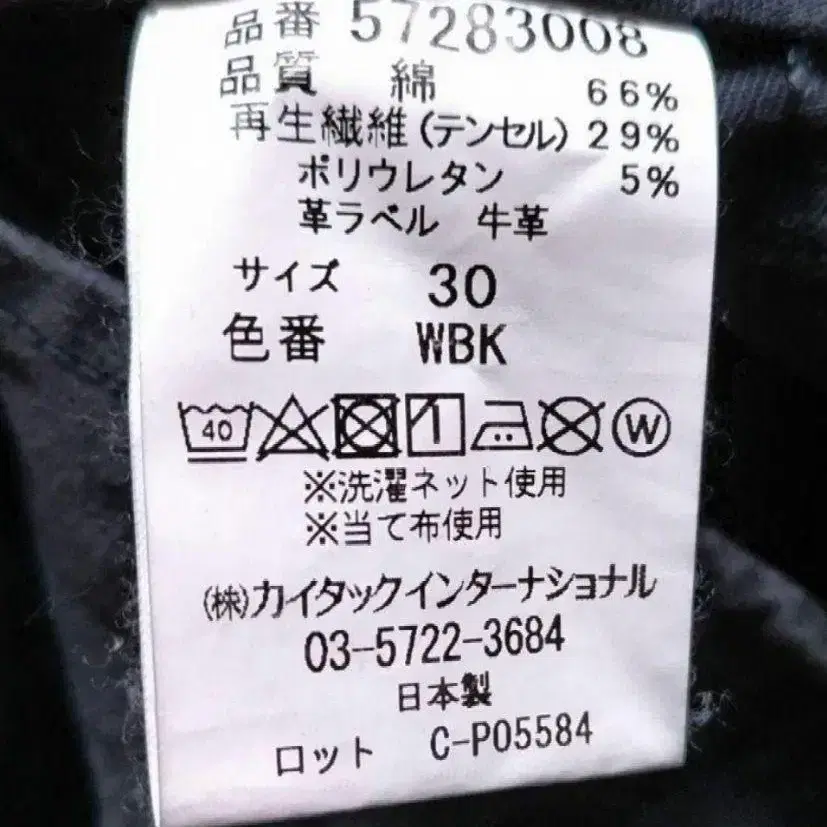 品番 57283008
品質 綿 66%
再生繊維(テンセル) 29%
ポリウレタン 5%
革ラベル 牛革
サイズ 30
色番 WBK
40 W
※洗濯ネット使用
※当て布使用
(株)カイタックインターナショナル
03-5722-3684
日本製
ロット C-P05584